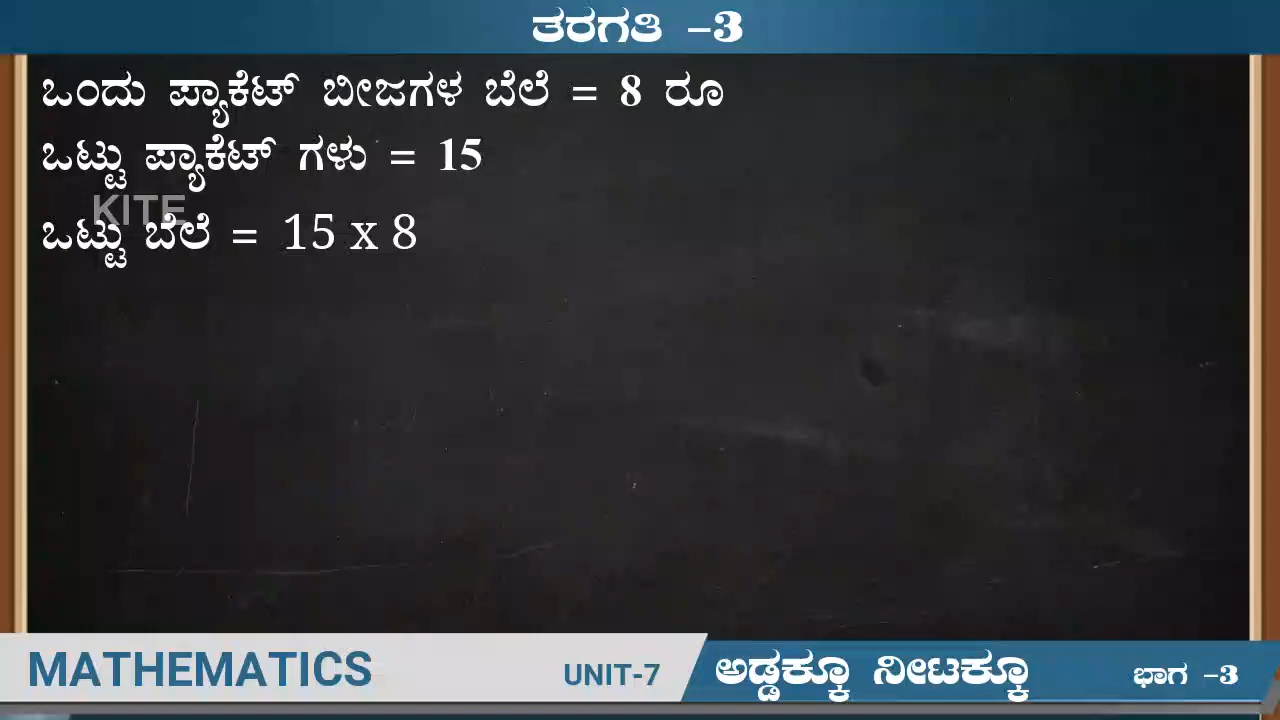 ತರಗತಿ -3
ಒಂದು ಪ್ಯಾಕೆಟ್ ಬೀಜಗಳ ಬೆಲೆ = 8 ರೂ
ಒಟ್ಟು ಪ್ಯಾಕೆಟ್ ಗಳು = 15
KITE
ಒಟ್ಟು ಬೆಲೆ = 15 x 8
MATHEMATICS UNIT-7 ಅಡ್ಡಕ್ಕೂ ನೀಟಕ್ಕೂ ಭಾಗ -3